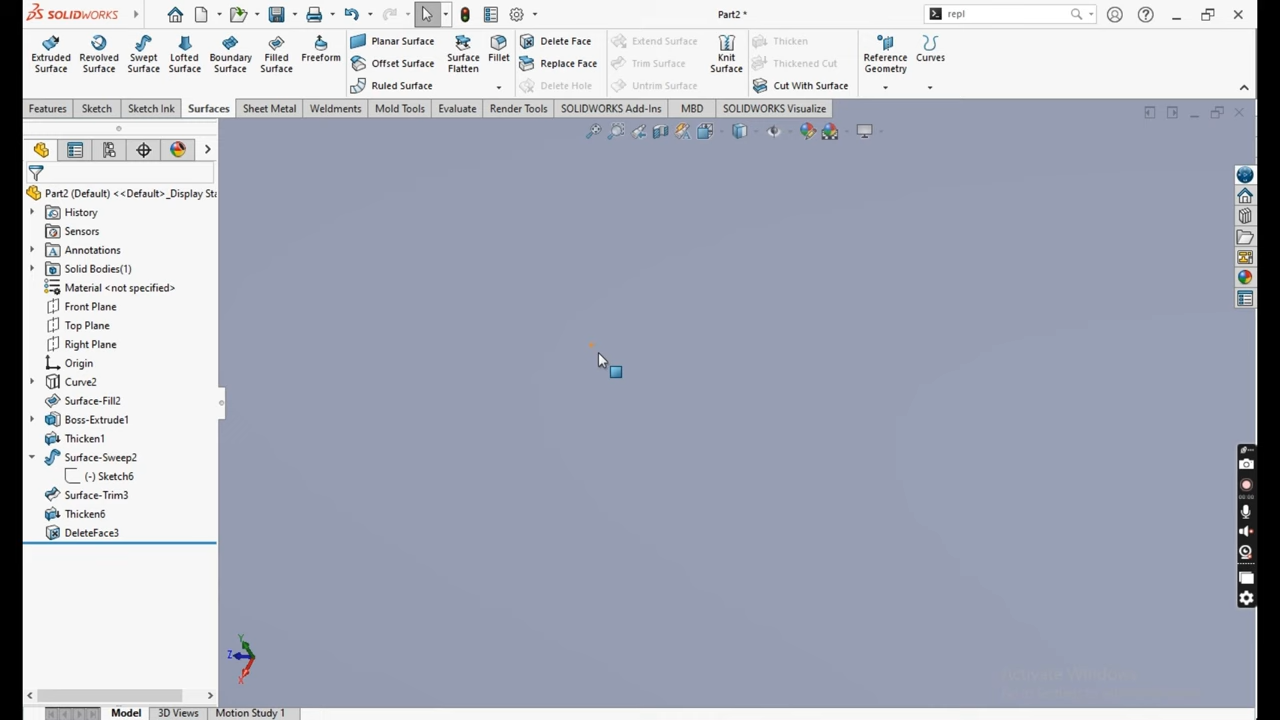 SOLIDWORKS
Part2 *
repl
Extruded Surface
Revolved Surface
Swept Surface
Lofted Surface
Boundary Surface
Filled Surface
Freeform
Planar Surface
Offset Surface
Ruled Surface
Surface Flatten
Fillet
Delete Face
Replace Face
Delete Hole
Extend Surface
Trim Surface
Untrim Surface
Knit Surface
Thicken
Thickened Cut
Cut With Surface
Reference Geometry
Curves
Features
Sketch
Sketch Ink
Surfaces
Sheet Metal
Weldments
Mold Tools
Evaluate
Render Tools
SOLIDWORKS Add-Ins
MBD
SOLIDWORKS Visualize
Part2 (Default) <<Default>_Display Sta
History
Sensors
Annotations
Solid Bodies(1)
Material <not specified>
Front Plane
Top Plane
Right Plane
Origin
Curve2
Surface-Fill2
Boss-Extrude1
Thicken1
Surface-Sweep2
(-) Sketch6
Surface-Trim3
Thicken6
DeleteFace3
Y
Z
X
Activate Windows
00:00
Model
3D Views
Motion Study 1